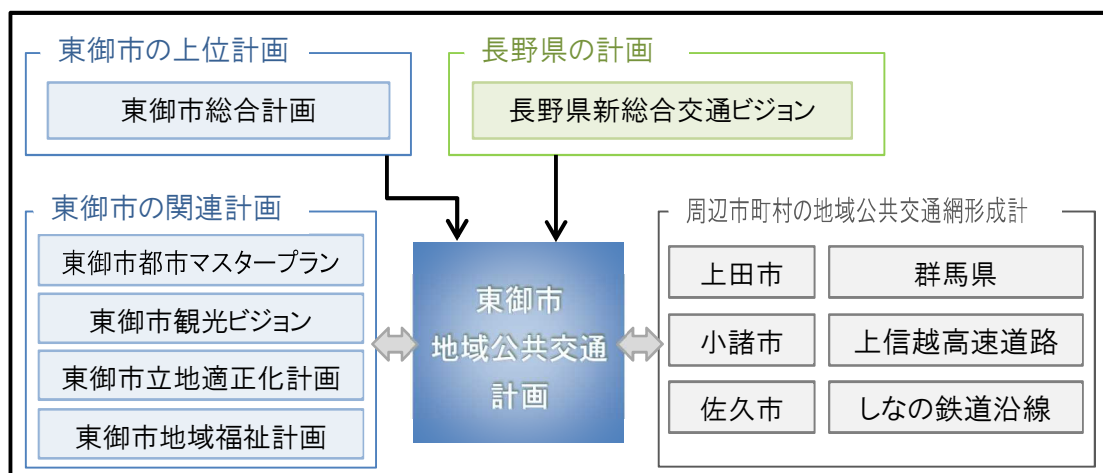 東御市の上位計画
東御市総合計画
長野県の計画
長野県新総合交通ビジョン
東御市の関連計画
東御市都市マスタープラン
東御市観光ビジョン
東御市立地適正化計画
東御市地域福祉計画
東御市
地域公共交通
計画
周辺市町村の地域公共交通網形成計
上田市
群馬県
小諸市
上信越高速道路
佐久市
しなの鉄道沿線